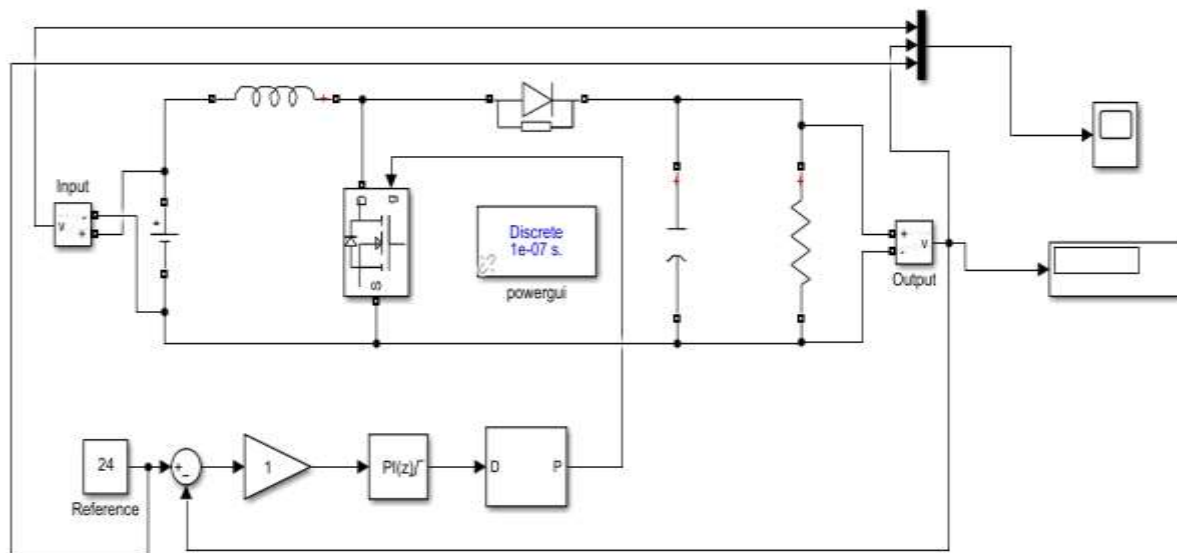 Input
v
-
+
+
D
g
S
Discrete
1e-07 s.
powergui
+
+
+
-
v
Output
24
Reference
+
-
1
PI(z)
D
P